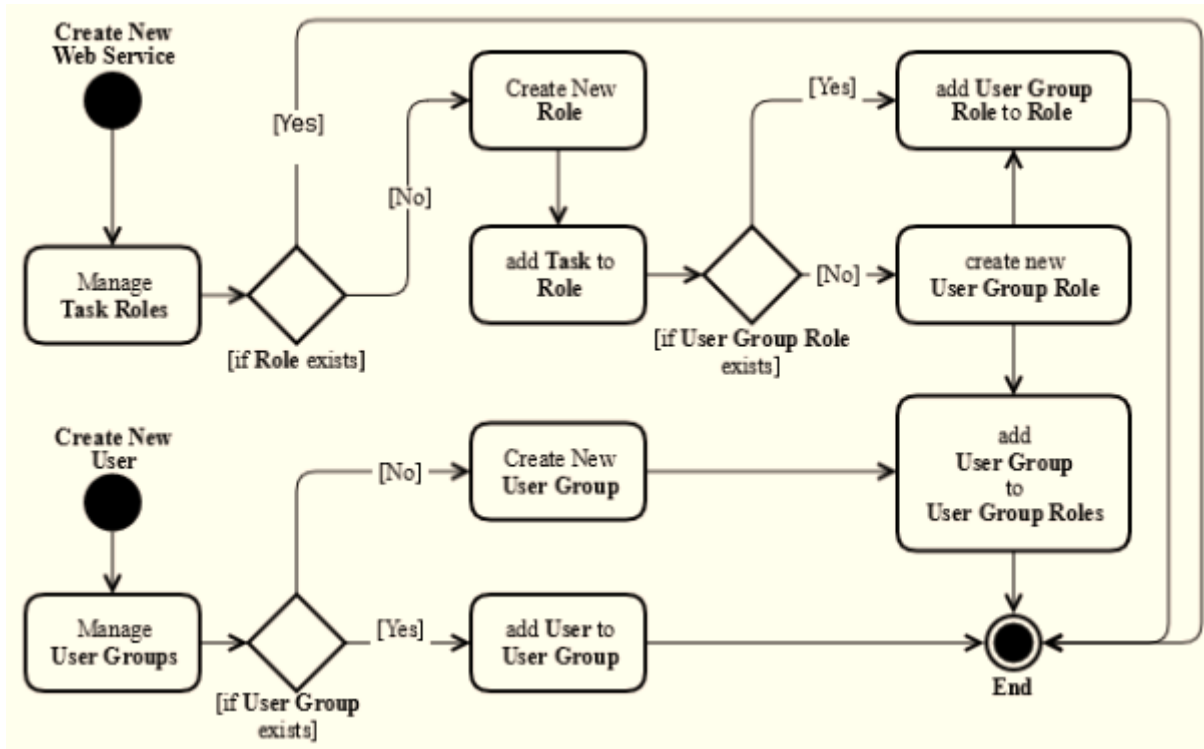 Create New
Web Service
[Yes]
[No]
Create New
Role
[Yes]
add User Group
Role to Role
Manage
Task Roles
[if Role exists]
add Task to
Role
[No]
[if User Group Role
exists]
create new
User Group Role
Create New
User
[No]
Create New
User Group
add
User Group
to
User Group Roles
Manage
User Groups
[if User Group
exists]
[Yes]
add User to
User Group
End